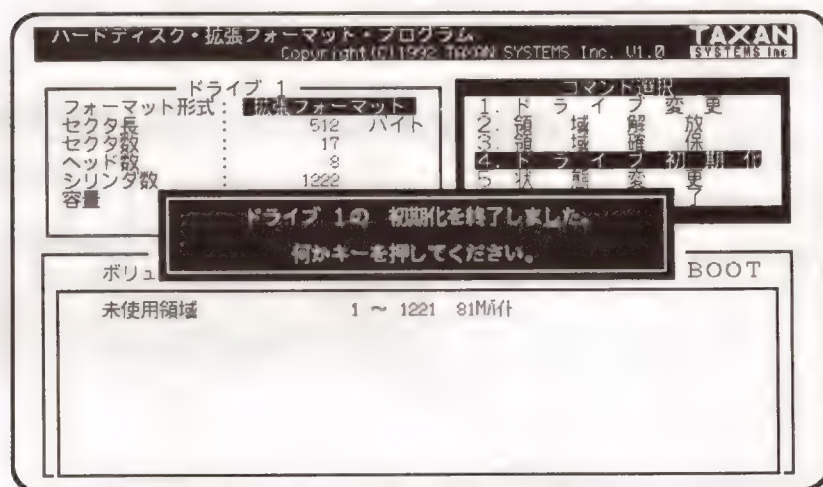 ハードディスク・拡張フォーマット・プログラム
Copyright (C)1992 TAXAN SYSTEMS Inc. V1.0
TAXAN
SYSTEMS Inc
ドライブ 1
フォーマット形式 : 拡張フォーマット
セクタ長 : 512 バイト
セクタ数 : 17
ヘッド数 : 8
シリンダ数 : 1222
容量
コマンド選択
1. ドライブ変更
2. 領域解放
3. 領域確保
4. ドライブ初期化
5. 状態変更
了
ドライブ 1の 初期化を終了しました。
何かキーを押してください。
ボリュ
BOOT
未使用領域 1 ~ 1221 81Mバイト